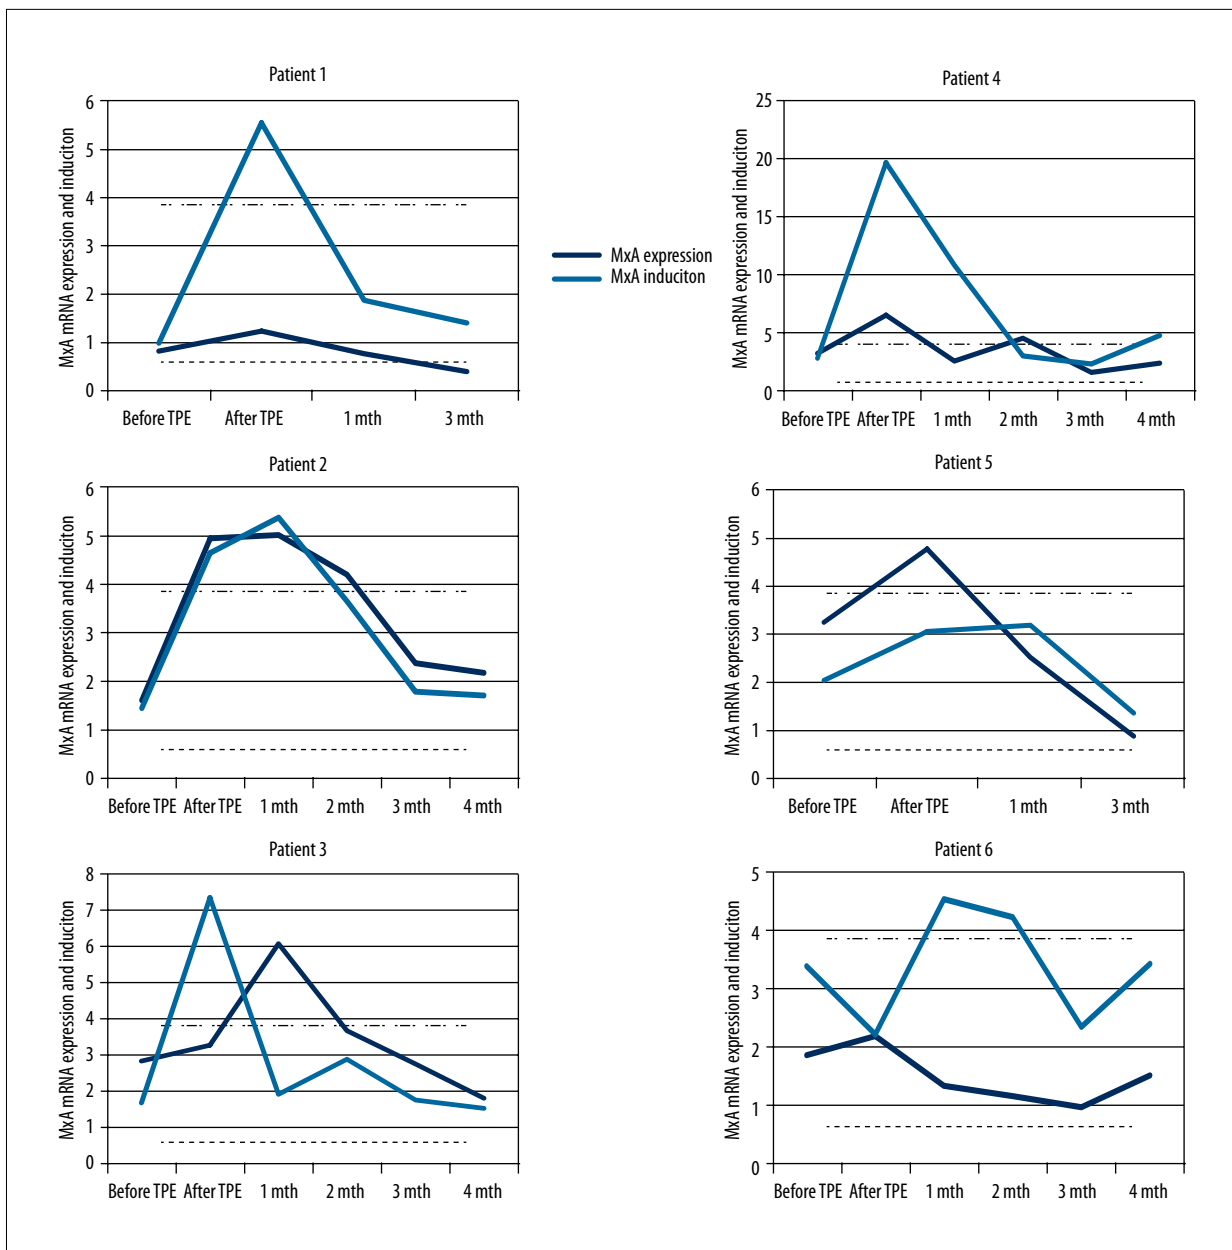 Patient 1
MxA mRNA expression and induciton
6
5
4
3
2
1
0
Before TPE After TPE 1 mth 3 mth
MxA expression
MxA induciton
Patient 4
MxA mRNA expression and induciton
25
20
15
10
5
0
Before TPE After TPE 1 mth 2 mth 3 mth 4 mth
Patient 2
MxA mRNA expression and induciton
6
5
4
3
2
1
0
Before TPE After TPE 1 mth 2 mth 3 mth 4 mth
Patient 5
MxA mRNA expression and induciton
6
5
4
3
2
1
0
Before TPE After TPE 1 mth 3 mth
Patient 3
MxA mRNA expression and induciton
8
7
6
5
4
3
2
1
0
Before TPE After TPE 1 mth 2 mth 3 mth 4 mth
Patient 6
MxA mRNA expression and induciton
5
4
3
2
1
0
Before TPE After TPE 1 mth 2 mth 3 mth 4 mth